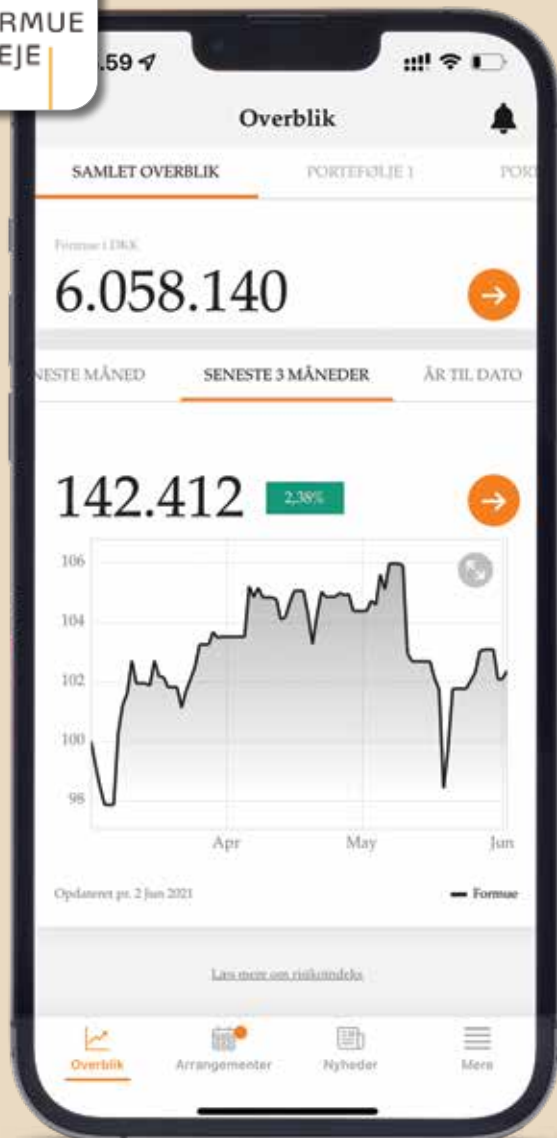 RMUE
EJE
.59
Overblik
SAMLET OVERBLIK PORTEFØLJE 1
Formue i DKK
6.058.140
NESTE MÅNED SENESTE 3 MÅNEDER ÅR TIL DATO
142.412 2,38%
106
104
102
100
98
Apr May Jun
Opdateret pr. 2 Jun 2021 Formue
Læs mere om risikoindeks
Overblik Arrangementer Nyheder Mere